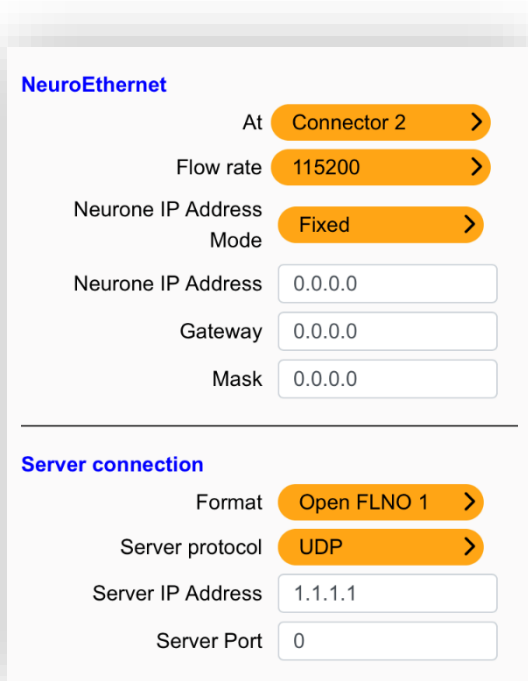 NeuroEthernet
At Connector 2
Flow rate 115200
Neurone IP Address
Mode Fixed
Neurone IP Address 0.0.0.0
Gateway 0.0.0.0
Mask 0.0.0.0
Server connection
Format Open FLNO 1
Server protocol UDP
Server IP Address 1.1.1.1
Server Port 0